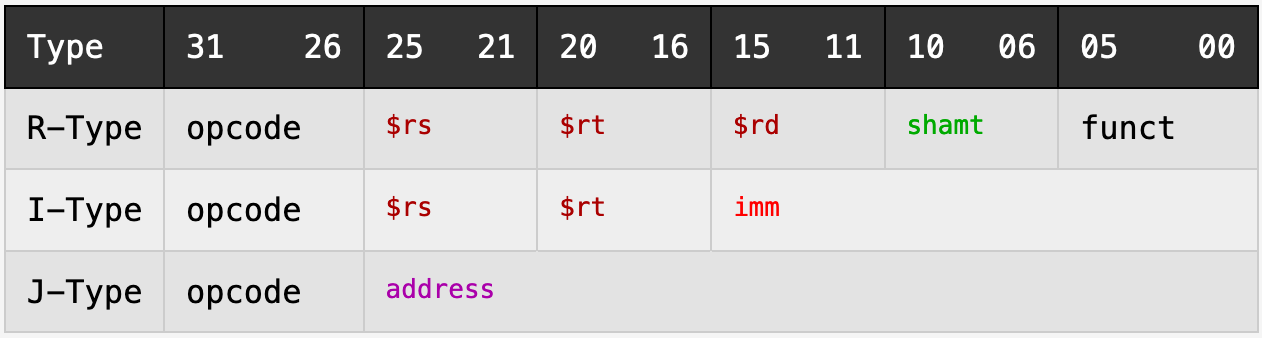 Type 31 26 25 21 20 16 15 11 10 06 05 00
R-Type opcode $rs $rt $rd shamt funct
I-Type opcode $rs $rt imm
J-Type opcode address